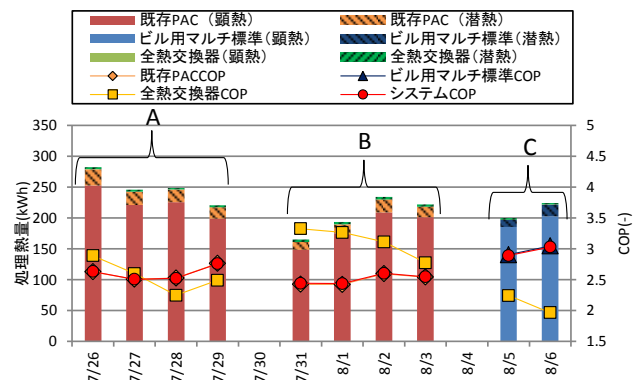 既存PAC（顕熱） 既存PAC（潜熱）
ビル用マルチ標準（顕熱） ビル用マルチ標準（潜熱）
全熱交換器（顕熱） 全熱交換器（潜熱）
既存PACCOP ビル用マルチ標準COP
全熱交換器COP システムCOP
A
B
C
処理熱量(kWh)
350
300
250
200
150
100
50
0
5
4.5
4
3.5
3
2.5
2
1.5
COP(-)
7/26 7/27 7/28 7/29 7/30 7/31 8/1 8/2 8/3 8/4 8/5 8/6